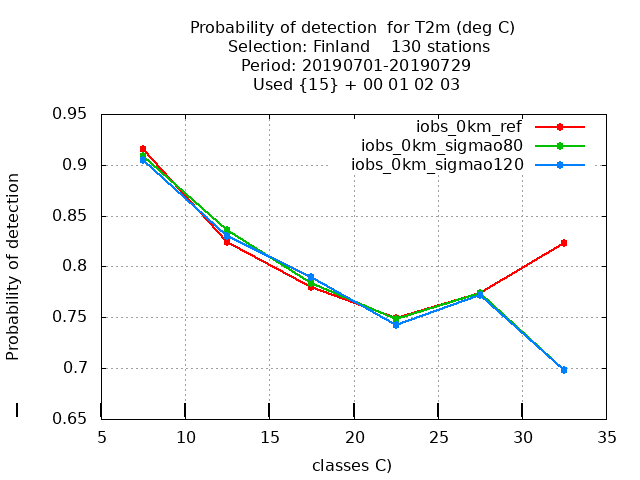 Probability of detection  for T2m (deg C)
Selection: Finland    130 stations
Period: 20190701-20190729
Used {15} + 00 01 02 03
iobs_0km_ref
iobs_0km_sigmao80
iobs_0km_sigmao120
Probability of detection
0.95
0.9
0.85
0.8
0.75
0.7
0.65
5 10 15 20 25 30 35
classes C)